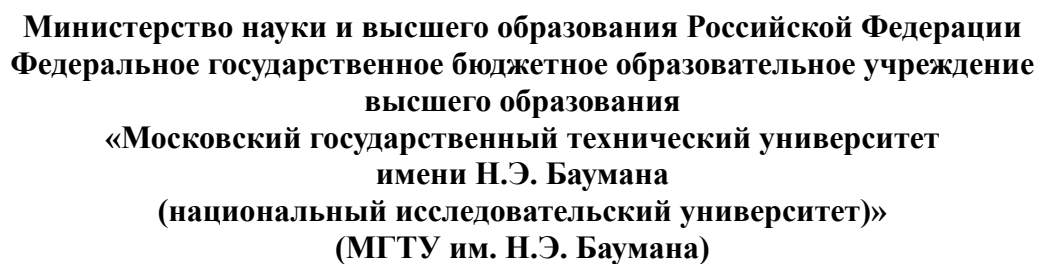 Министерство науки и высшего образования Российской Федерации
Федеральное государственное бюджетное образовательное учреждение
высшего образования
«Московский государственный технический университет
имени Н.Э. Баумана
(национальный исследовательский университет)»
(МГТУ им. Н.Э. Баумана)